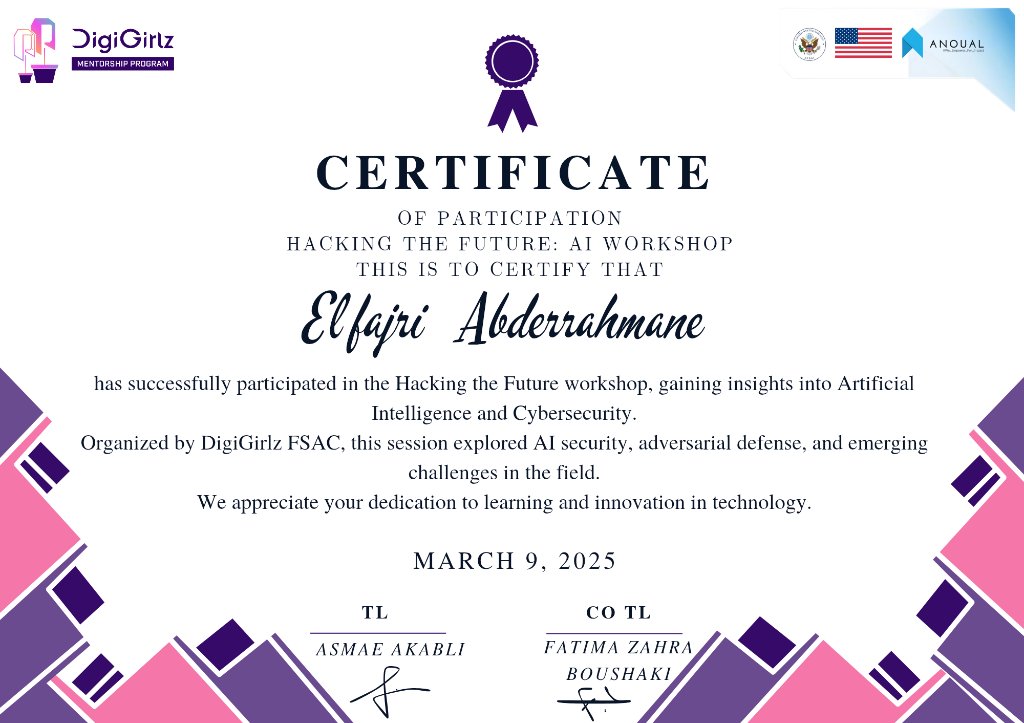 DigiGirlz
MENTORSHIP PROGRAM
ANOUAL
CERTIFICATE
OF PARTICIPATION
HACKING THE FUTURE: AI WORKSHOP
THIS IS TO CERTIFY THAT
Elfajri Abderrahmane
has successfully participated in the Hacking the Future workshop, gaining insights into Artificial
Intelligence and Cybersecurity.
Organized by DigiGirlz FSAC, this session explored AI security, adversarial defense, and emerging
challenges in the field.
We appreciate your dedication to learning and innovation in technology.
MARCH 9, 2025
TL
ASMAE AKABLI
CO TL
FATIMA ZAHRA
BOUSHAKI